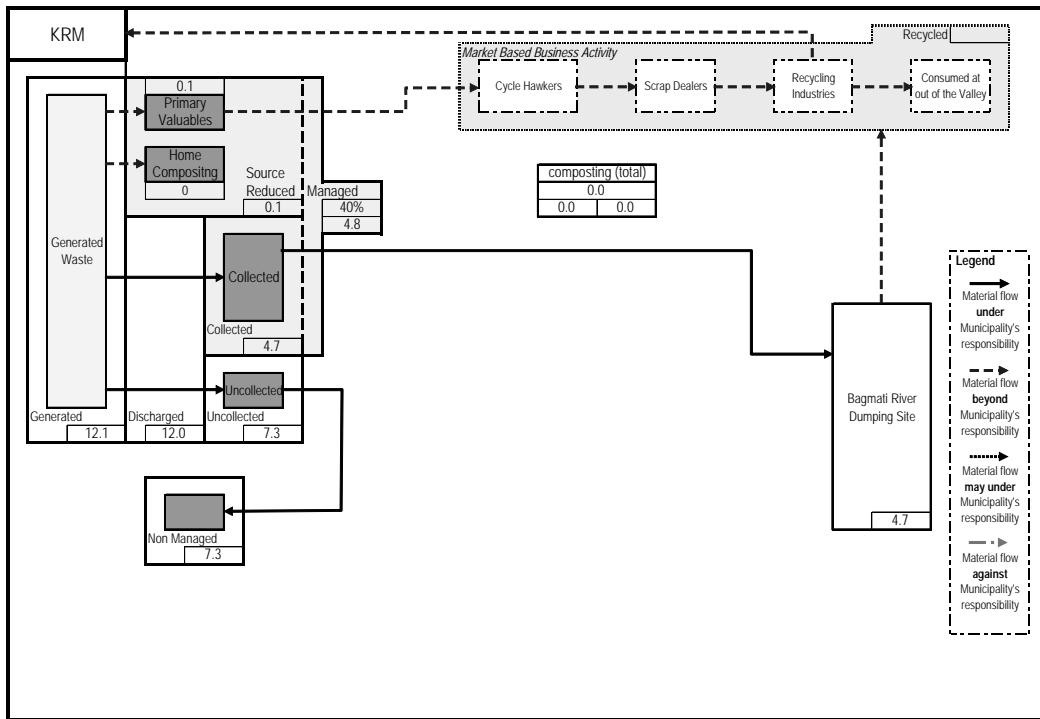 KRM
Recycled
Market Based Business Activity
Cycle Hawkers
Scrap Dealers
Recycling
Industries
Consumed at
out of the Valley
0.1
Primary
Valuables
Home
Compositng
0
Source
Reduced
0.1
Managed
40%
4.8
composting (total)
0.0
0.0 0.0
Generated
Waste
Collected
Collected
4.7
Uncollected
Generated
12.1
Discharged
12.0
Uncollected
7.3
Non Managed
7.3
Bagmati River
Dumping Site
4.7
Legend
Material flow
under
Municipality's
responsibility
Material flow
beyond
Municipality's
responsibility
Material flow
may under
Municipality's
responsibility
Material flow
against
Municipality's
responsibility